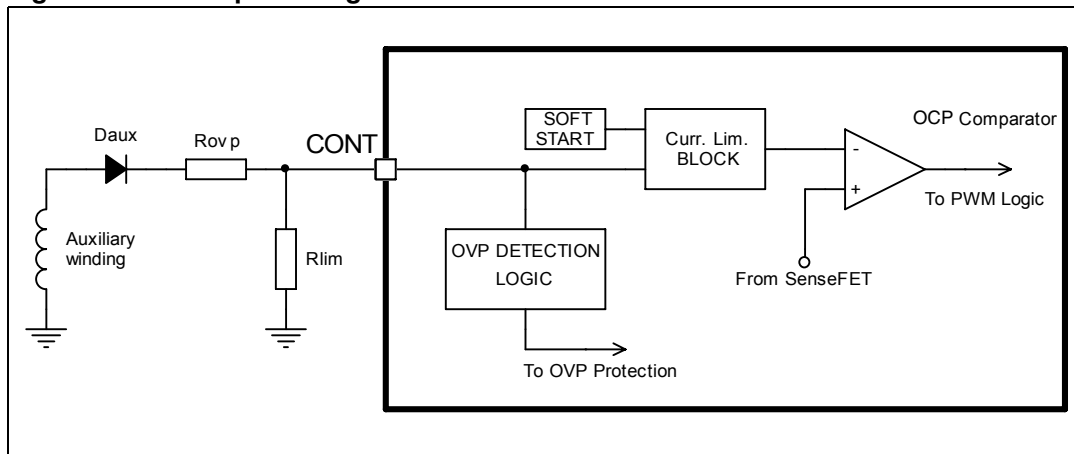 Daux
Rovp
CONT
Auxiliary
winding
Rlim
SOFT
START
Curr. Lim.
BLOCK
OCP Comparator
-
+
To PWM Logic
From SenseFET
OVP DETECTION
LOGIC
To OVP Protection